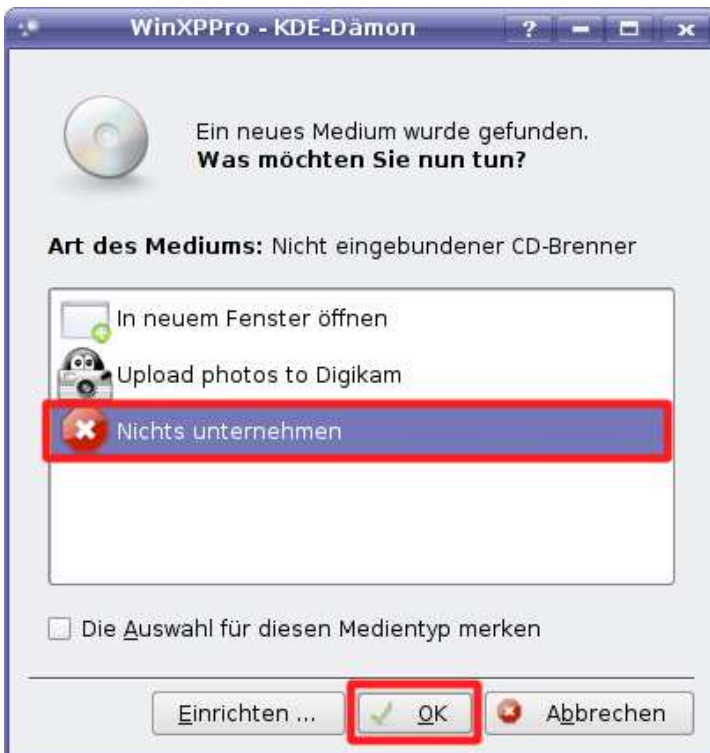 WinXPPro - KDE-Dämon
Ein neues Medium wurde gefunden.
Was möchten Sie nun tun?
Art des Mediums: Nicht eingebundener CD-Brenner
In neuem Fenster öffnen
Upload photos to Digikam
Nichts unternehmen
Die Auswahl für diesen Medientyp merken
Einrichten ... OK Abbrechen